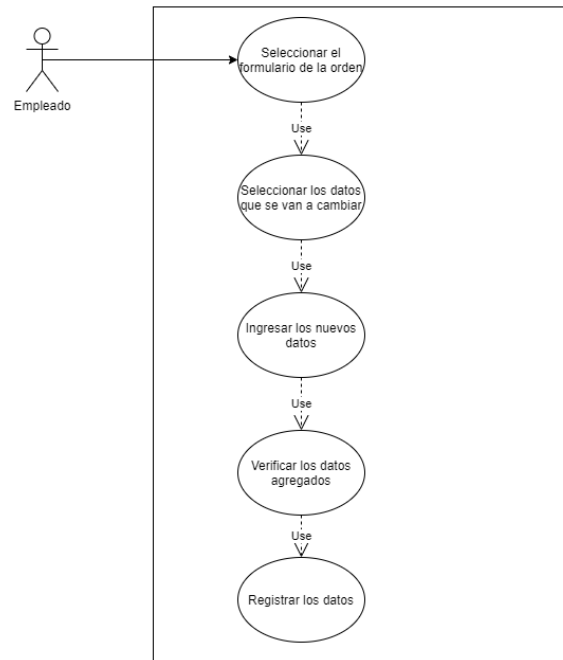 Seleccionar el
formulario de la orden
Empleado
Use
Seleccionar los datos
que se van a cambiar
Use
Ingresar los nuevos
datos
Use
Verificar los datos
agregados
Use
Registrar los datos